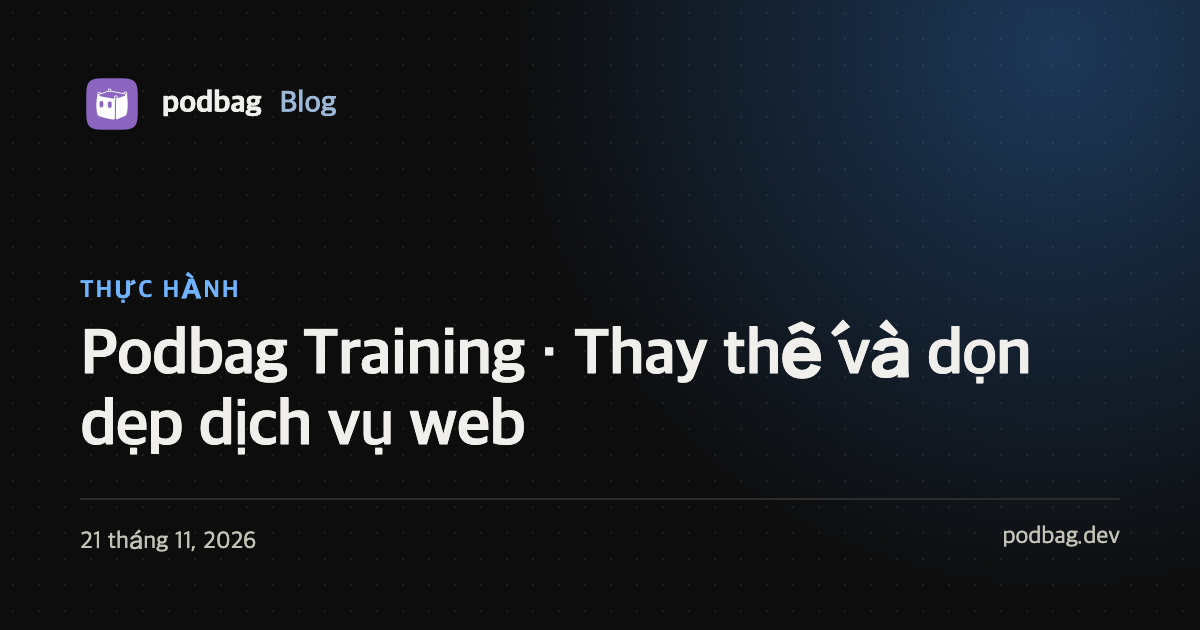 podbag Blog
THỰC HÀNH
Podbag Training · Thay thế và dọn
dẹp dịch vụ web
21 tháng 11, 2026
podbag.dev